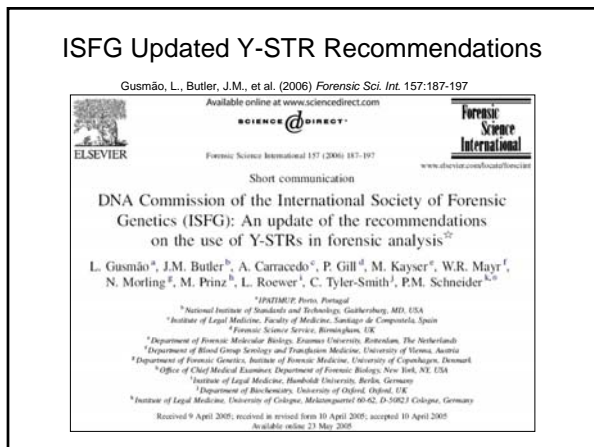 ISFG Updated Y-STR Recommendations
Gusmão, L., Butler, J.M., et al. (2006) Forensic Sci. Int. 157:187-197
Available online at www.sciencedirect.com
SCIENCE @ DIRECT®
Forensic
Science
International
ELSEVIER
Forensic Science International 157 (2006) 187–197
www.elsevier.com/locate/forsciint
Short communication
DNA Commission of the International Society of Forensic
Genetics (ISFG): An update of the recommendations
on the use of Y-STRs in forensic analysis☆
L. Gusmão a, J.M. Butler b, A. Carracedo c, P. Gill d, M. Kayser e, W.R. Mayr f,
N. Morling g, M. Prinz h, L. Roewer i, C. Tyler-Smith j, P.M. Schneider k,*
a IPATIMUP, Porto, Portugal
b National Institute of Standards and Technology, Gaithersburg, MD, USA
c Institute of Legal Medicine, Faculty of Medicine, Santiago de Compostela, Spain
d Forensic Science Service, Birmingham, UK
e Department of Forensic Molecular Biology, Erasmus University, Rotterdam, The Netherlands
f Department of Blood Group Serology and Transfusion Medicine, University of Vienna, Austria
g Department of Forensic Genetics, Institute of Forensic Medicine, University of Copenhagen, Denmark
h Office of Chief Medical Examiner, Department of Forensic Biology, New York, NY, USA
i Institute of Legal Medicine, Humboldt University, Berlin, Germany
j Department of Biochemistry, University of Oxford, Oxford, UK
k Institute of Legal Medicine, University of Cologne, Melatenguertel 60-62, D-50823 Cologne, Germany
Received 9 April 2005; received in revised form 10 April 2005; accepted 10 April 2005
Available online 23 May 2005